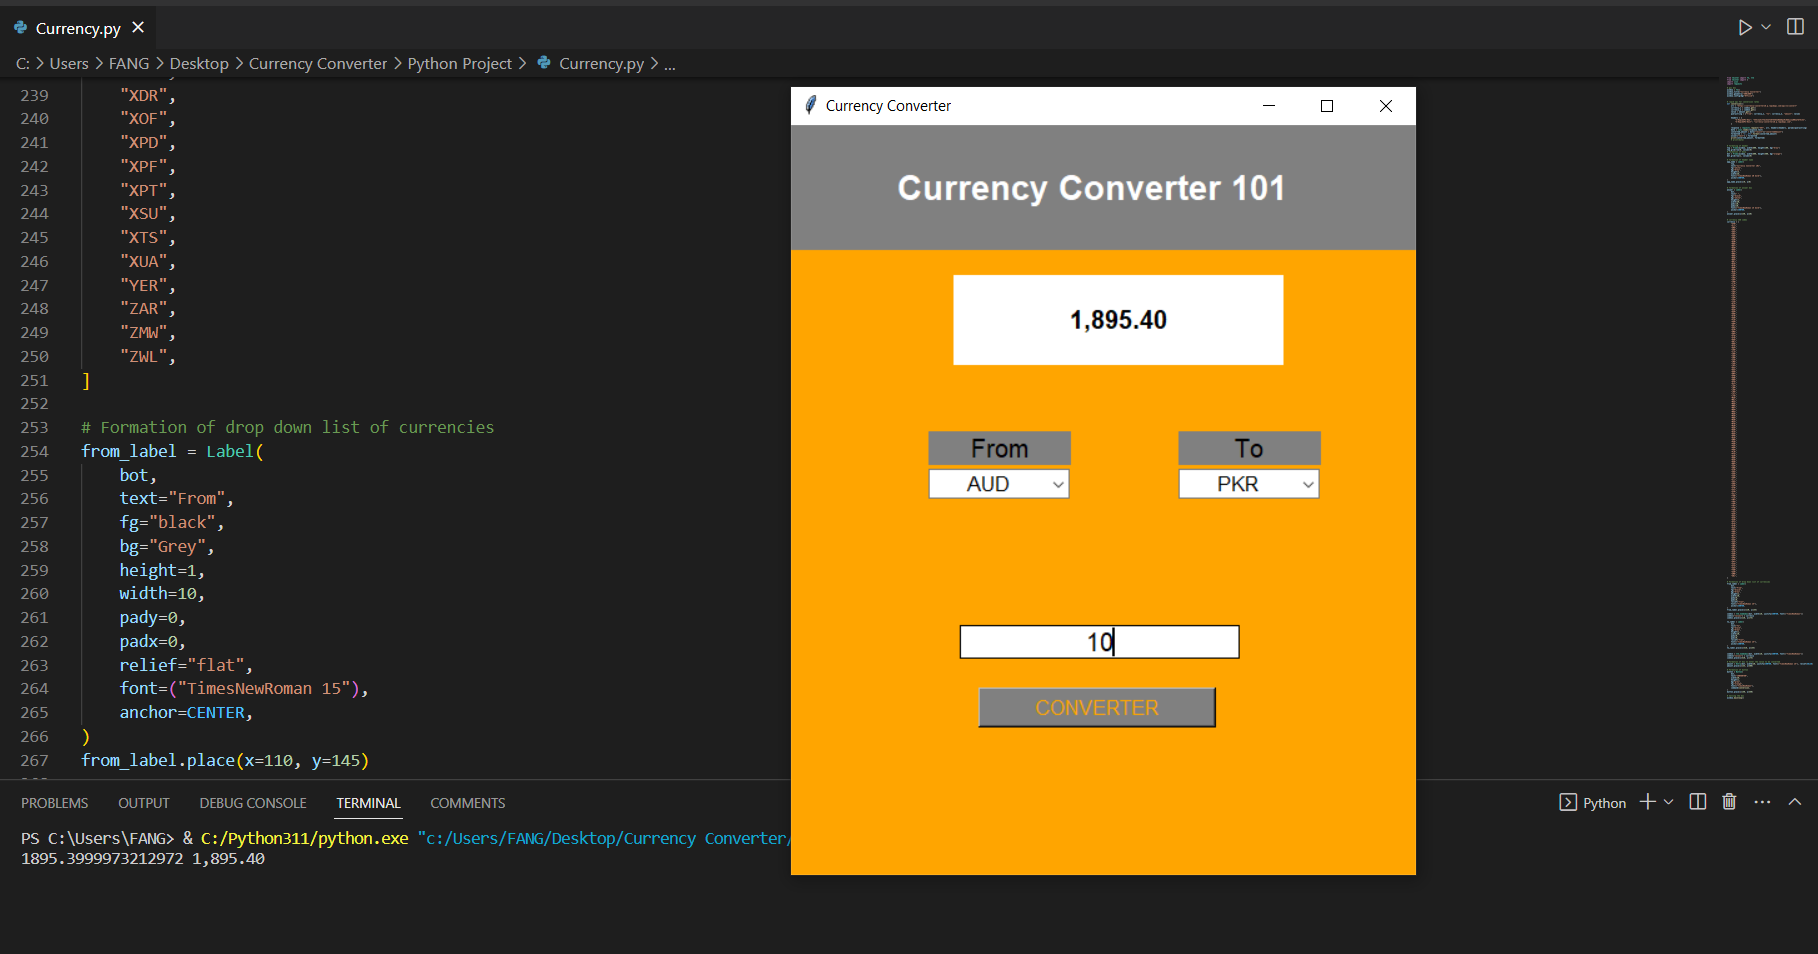 Currency.py
C: > Users > FANG > Desktop > Currency Converter > Python Project > Currency.py > ...
239 "XDR",
240 "XOF",
241 "XPD",
242 "XPF",
243 "XPT",
244 "XSU",
245 "XTS",
246 "XUA",
247 "YER",
248 "ZAR",
249 "ZMW",
250 "ZWL",
251 ]
252
253 # Formation of drop down list of currencies
254 from_label = Label(
255 bot,
256 text="From",
257 fg="black",
258 bg="Grey",
259 height=1,
260 width=10,
261 pady=0,
262 padx=0,
263 relief="flat",
264 font=("TimesNewRoman 15"),
265 anchor=CENTER,
266 )
267 from_label.place(x=110, y=145)
Currency Converter
Currency Converter 101
1,895.40
From To
AUD PKR
10
CONVERTER
PROBLEMS OUTPUT DEBUG CONSOLE TERMINAL COMMENTS
Python
PS C:\Users\FANG> & C:/Python311/python.exe "c:/Users/FANG/Desktop/Currency Converter/
1895.3999973212972 1,895.40